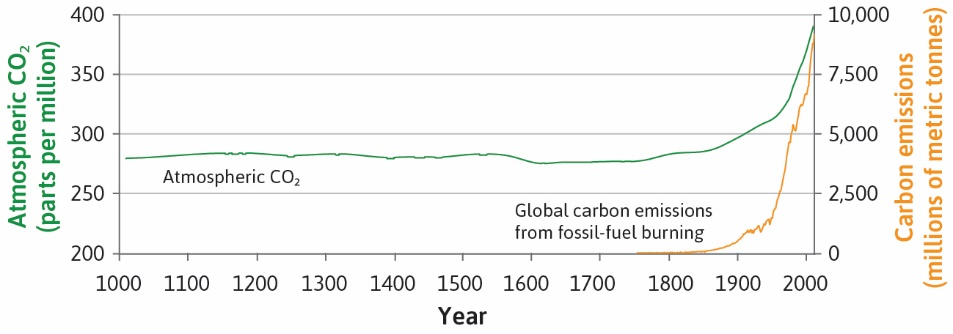 Atmospheric CO₂
(parts per million)
400
350
300
250
200
Atmospheric CO₂
Global carbon emissions
from fossil-fuel burning
10,000
7,500
5,000
2,500
0
Carbon emissions
(millions of metric tonnes)
1000 1100 1200 1300 1400 1500 1600 1700 1800 1900 2000
Year